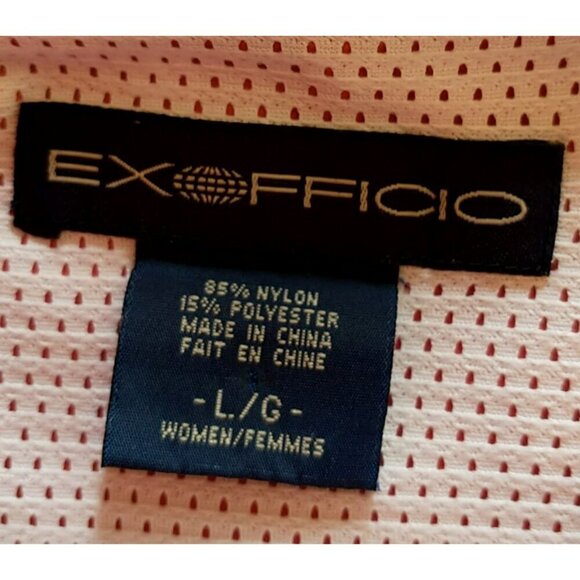 EXOFFICIO
85% NYLON
15% POLYESTER
MADE IN CHINA
FAIT EN CHINE
- L/G -
WOMEN/FEMMES